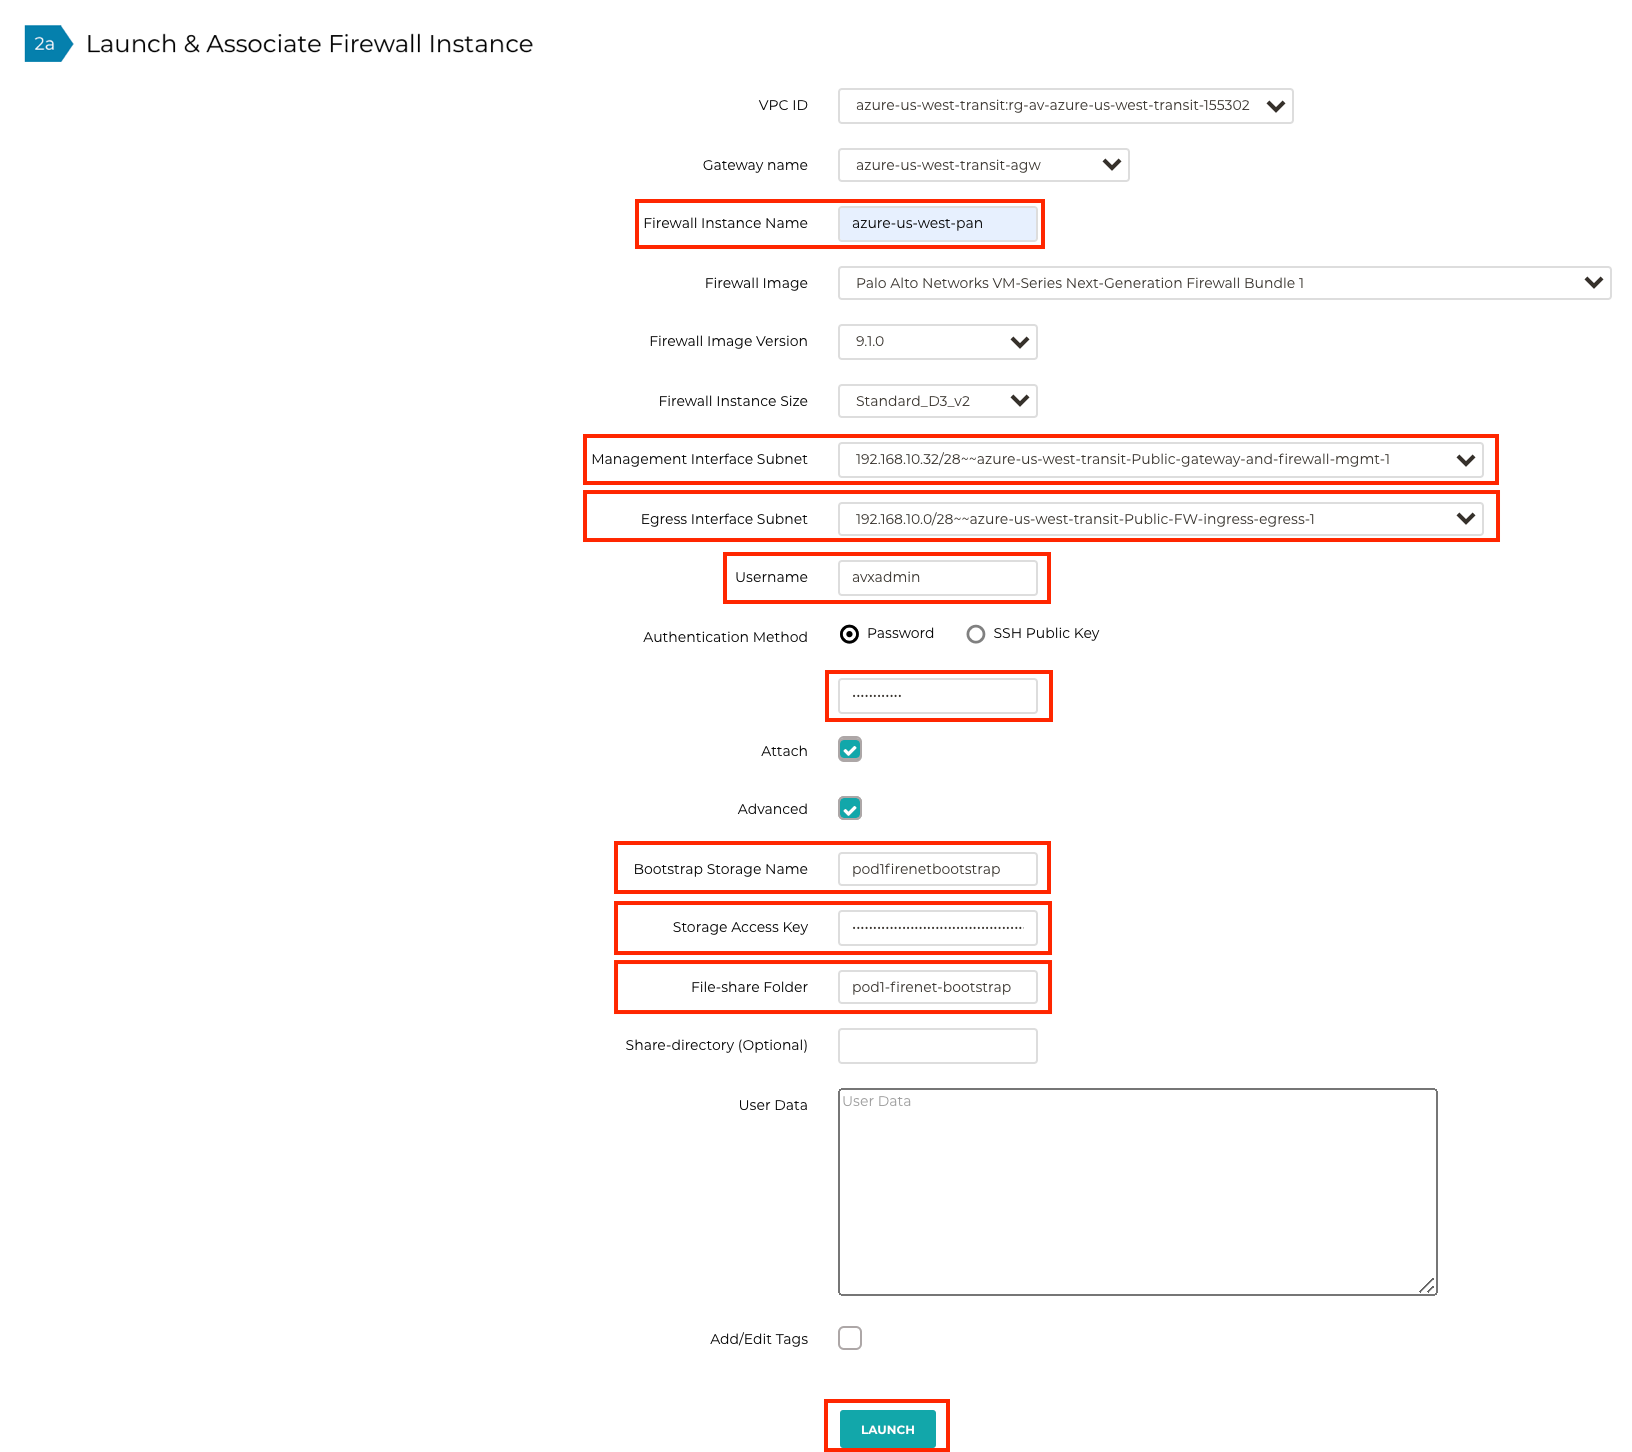 2a Launch & Associate Firewall Instance
VPC ID azure-us-west-transit:rg-av-azure-us-west-transit-155302
Gateway name azure-us-west-transit-agw
Firewall Instance Name azure-us-west-pan
Firewall Image Palo Alto Networks VM-Series Next-Generation Firewall Bundle 1
Firewall Image Version 9.1.0
Firewall Instance Size Standard_D3_v2
Management Interface Subnet 192.168.10.32/28~~azure-us-west-transit-Public-gateway-and-firewall-mgmt-1
Egress Interface Subnet 192.168.10.0/28~~azure-us-west-transit-Public-FW-ingress-egress-1
Username avxadmin
Authentication Method Password SSH Public Key
Attach
Advanced
Bootstrap Storage Name pod1firenetbootstrap
Storage Access Key
File-share Folder pod1-firenet-bootstrap
Share-directory (Optional)
User Data User Data
Add/Edit Tags
LAUNCH